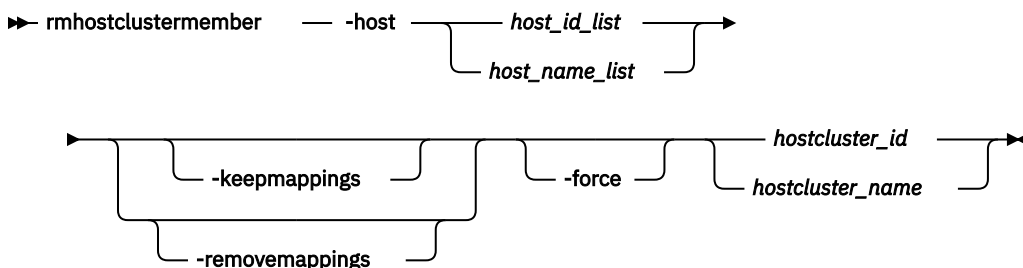 rmhostclustermember -host host_id_list
host_name_list
-keepmappings
-removemappings
-force
hostcluster_id
hostcluster_name